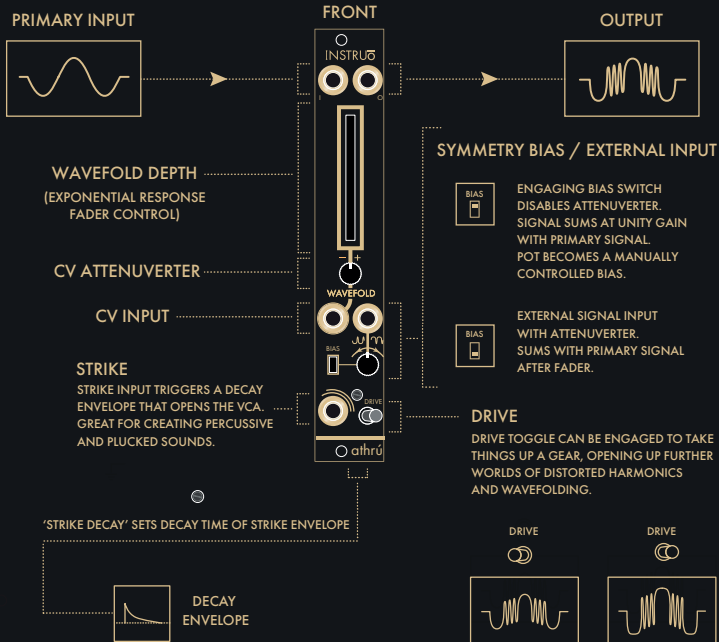 FRONT
PRIMARY INPUT
OUTPUT
INSTRUŌ
I
O
WAVEFOLD DEPTH
(EXPONENTIAL RESPONSE
FADER CONTROL)
CV ATTENUVERTER
- +
WAVEFOLD
CV INPUT
BIAS
DRIVE
athrú
STRIKE
STRIKE INPUT TRIGGERS A DECAY
ENVELOPE THAT OPENS THE VCA.
GREAT FOR CREATING PERCUSSIVE
AND PLUCKED SOUNDS.
'STRIKE DECAY' SETS DECAY TIME OF STRIKE ENVELOPE
DECAY
ENVELOPE
SYMMETRY BIAS / EXTERNAL INPUT
BIAS
ENGAGING BIAS SWITCH
DISABLES ATTENUVERTER.
SIGNAL SUMS AT UNITY GAIN
WITH PRIMARY SIGNAL.
POT BECOMES A MANUALLY
CONTROLLED BIAS.
BIAS
EXTERNAL SIGNAL INPUT
WITH ATTENUVERTER.
SUMS WITH PRIMARY SIGNAL
AFTER FADER.
DRIVE
DRIVE TOGGLE CAN BE ENGAGED TO TAKE
THINGS UP A GEAR, OPENING UP FURTHER
WORLDS OF DISTORTED HARMONICS
AND WAVEFOLDING.
DRIVE
DRIVE